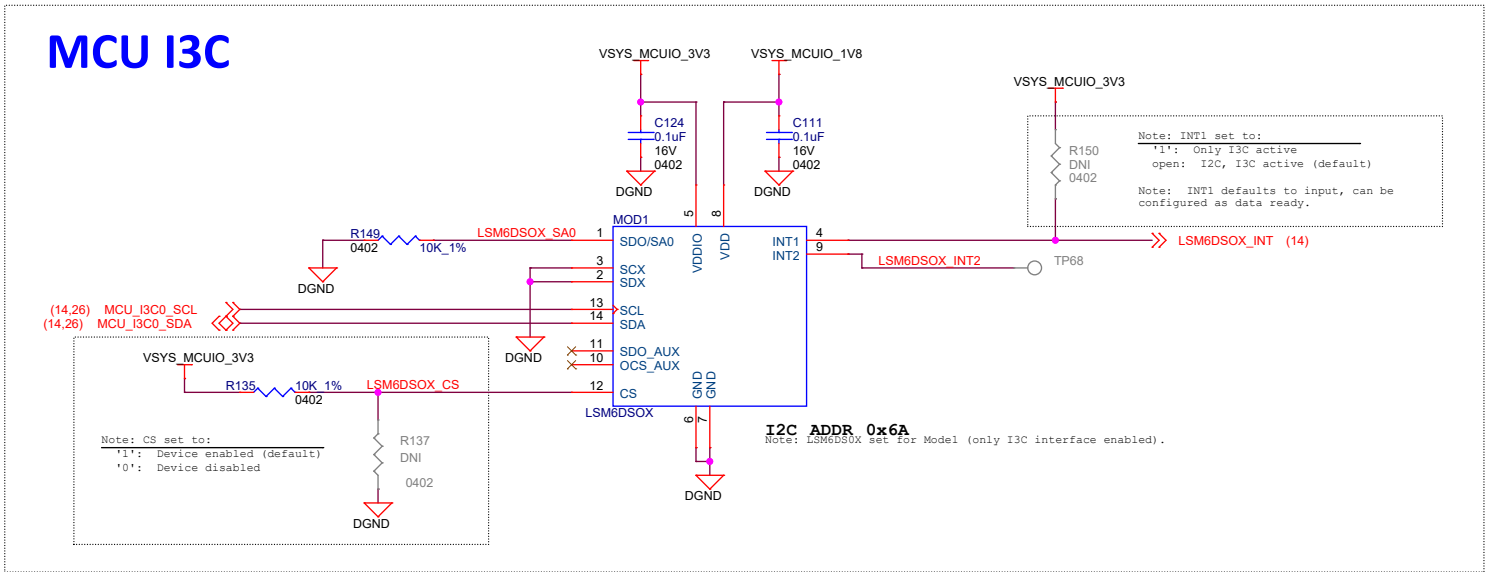 MCU I3C
VSYS_MCUIO_3V3
VSYS_MCUIO_1V8
VSYS_MCUIO_3V3
C124
0.1uF
16V
0402
DGND
C111
0.1uF
16V
0402
DGND
R150
DNI
0402
Note: INT1 set to:
'1': Only I3C active
open: I2C, I3C active (default)
Note: INT1 defaults to input, can be
configured as data ready.
MOD1
R149
0402
10K_1%
LSM6DSOX_SA0
DGND
1
SDO/SA0
3
SCX
2
SDX
13
SCL
14
SDA
11
SDO_AUX
10
OCS_AUX
12
CS
5
VDDIO
8
VDD
4
INT1
9
INT2
6
GND
7
GND
LSM6DSOX
LSM6DSOX_INT (14)
LSM6DSOX_INT2
TP68
(14,26) MCU_I3C0_SCL
(14,26) MCU_I3C0_SDA
DGND
VSYS_MCUIO_3V3
R135
10K_1%
0402
LSM6DSOX_CS
R137
DNI
0402
DGND
Note: CS set to:
'1': Device enabled (default)
'0': Device disabled
I2C ADDR 0x6A
Note: LSM6DS0X set for Mode1 (only I3C interface enabled).
DGND